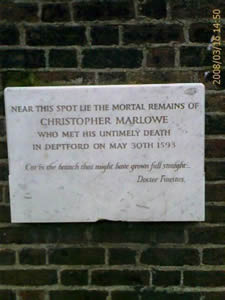 2008/03/16 14:50
NEAR THIS SPOT LIE THE MORTAL REMAINS OF
CHRISTOPHER MARLOWE
WHO MET HIS UNTIMELY DEATH
IN DEPTFORD ON MAY 30TH 1593
Cut is the branch that might have grown full straight...
Doctor Faustus.